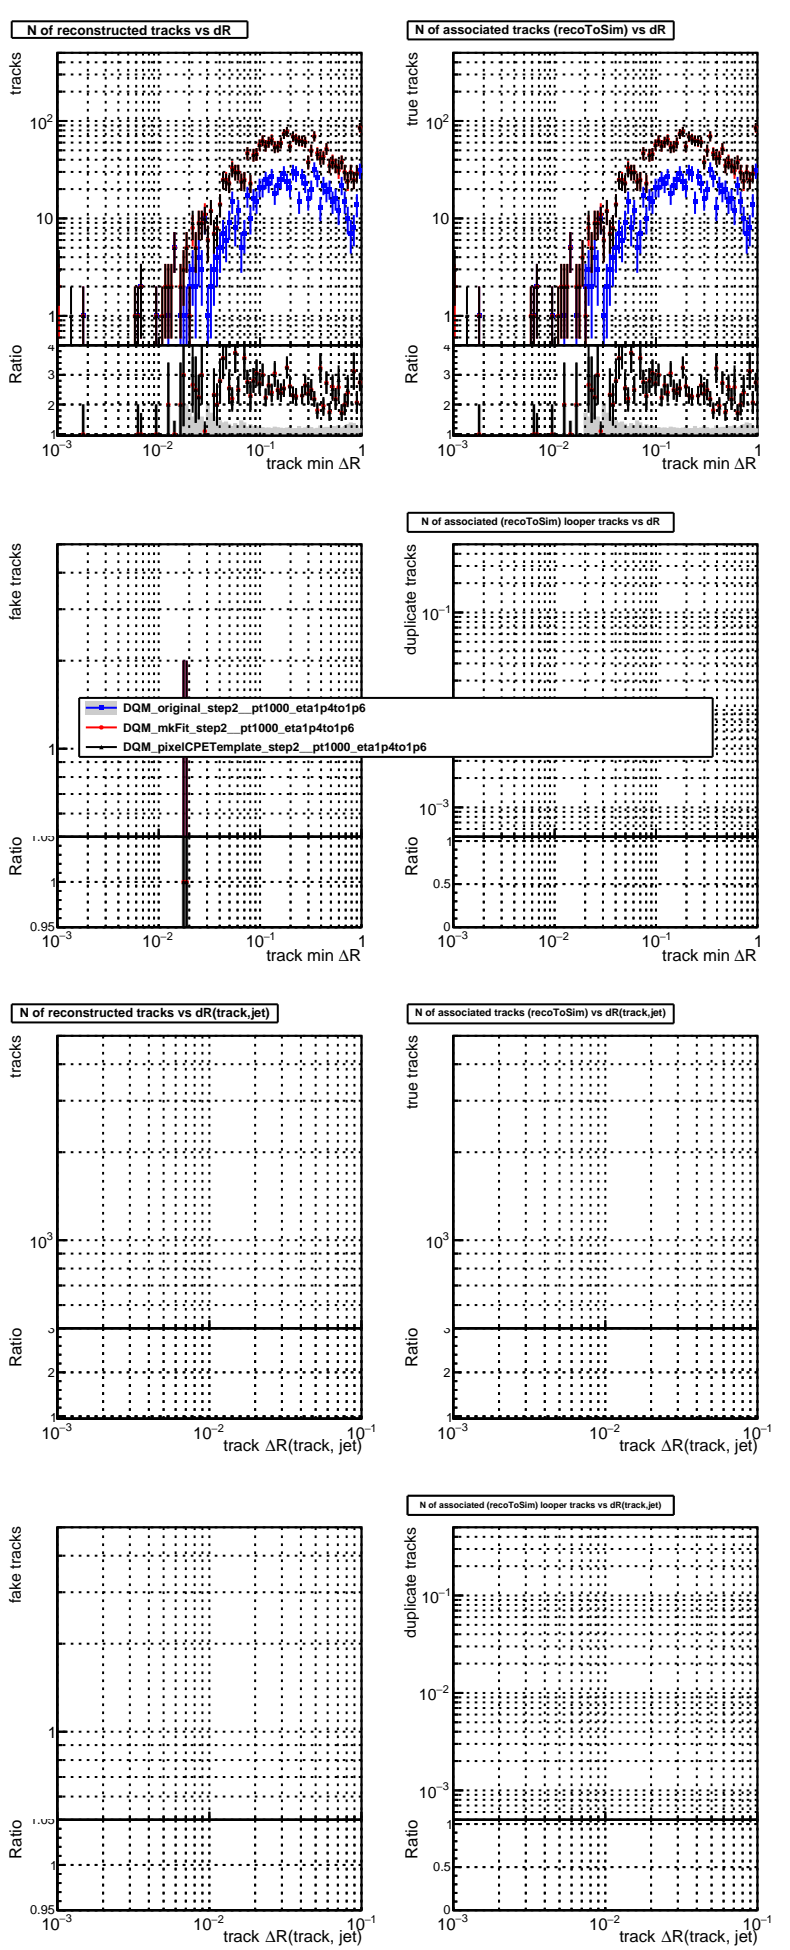 N of reconstructed tracks vs dR
N of associated tracks (recoToSim) vs dR
tracks
true tracks
10²
10²
10
10
1
1
Ratio
Ratio
4
3
2
1
4
3
2
1
10⁻³ 10⁻² 10⁻¹ 1
10⁻³ 10⁻² 10⁻¹ 1
track min ΔR
track min ΔR
N of associated (recoToSim) looper tracks vs dR
fake tracks
duplicate tracks
10⁻¹
DQM_original_step2__pt1000_eta1p4to1p6
DQM_mkFit_step2__pt1000_eta1p4to1p6
DQM_pixelCPETemplate_step2__pt1000_eta1p4to1p6
1
10⁻³
Ratio
Ratio
1.05
1
0.95
1
0.5
0
10⁻³ 10⁻² 10⁻¹ 1
10⁻³ 10⁻² 10⁻¹ 1
track min ΔR
track min ΔR
N of reconstructed tracks vs dR(track,jet)
N of associated tracks (recoToSim) vs dR(track,jet)
tracks
true tracks
10³
10³
Ratio
Ratio
3
2
1
3
2
1
10⁻³ 10⁻² 10⁻¹
10⁻³ 10⁻² 10⁻¹
track ΔR(track, jet)
track ΔR(track, jet)
N of associated (recoToSim) looper tracks vs dR(track,jet)
fake tracks
duplicate tracks
10⁻¹
10⁻²
1
10⁻³
Ratio
Ratio
1.05
1
0.95
1
0.5
0
10⁻³ 10⁻² 10⁻¹
10⁻³ 10⁻² 10⁻¹
track ΔR(track, jet)
track ΔR(track, jet)